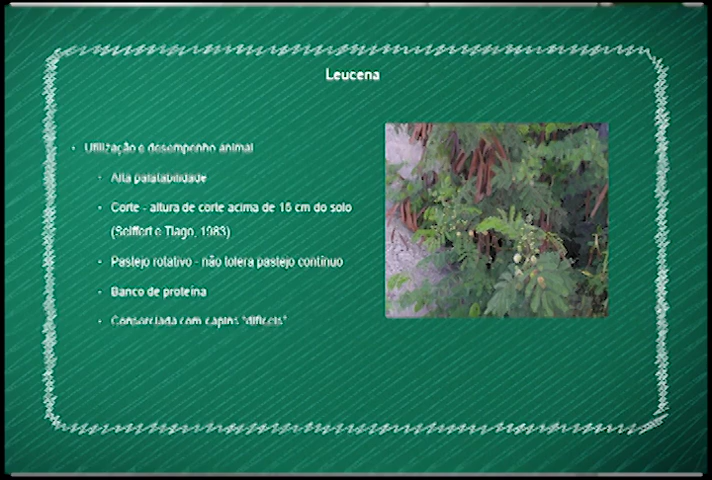 Leucena
Utilização e desempenho animal
Alta palatabilidade
Corte - altura de corte acima de 15 cm do solo
(Seiffert e Tiago, 1983)
Pastejo rotativo - não tolera pastejo contínuo
Banco de proteína
Consorciada com capins "difíceis"